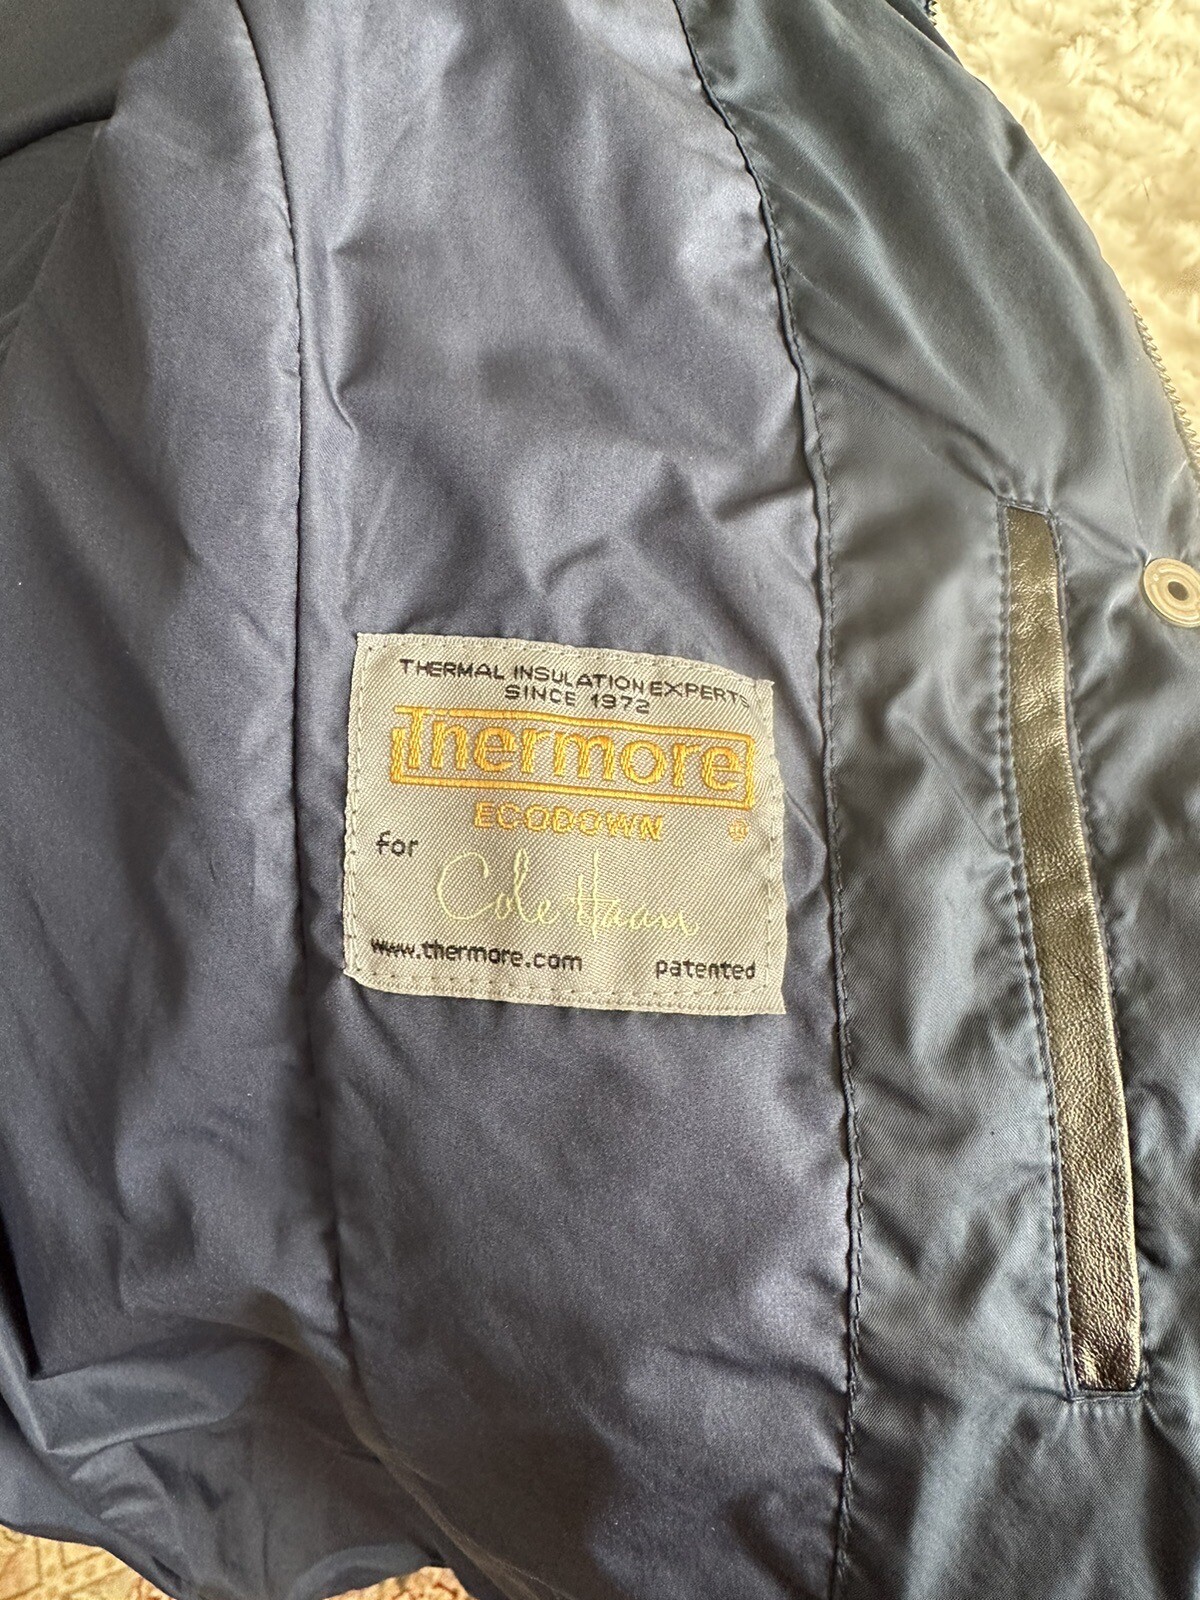 THERMAL INSULATION EXPERTS
SINCE 1972
Thermore
ECODOWN ®
for
Cole Haan
www.thermore.com patented